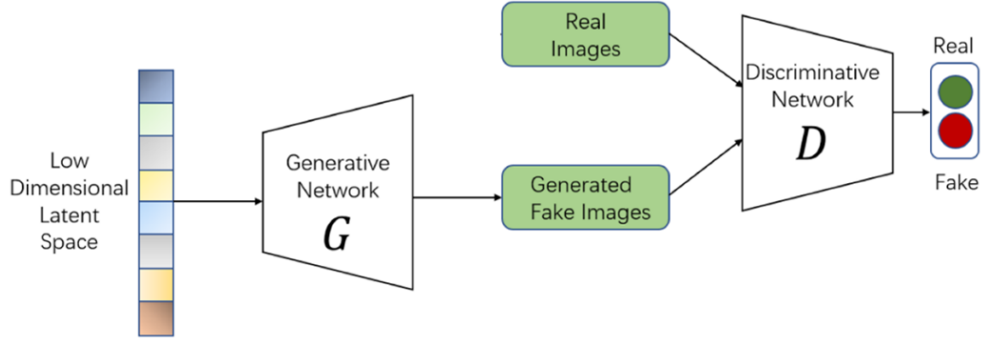 Low
Dimensional
Latent
Space
Generative
Network
G
Real
Images
Generated
Fake Images
Discriminative
Network
D
Real
Fake